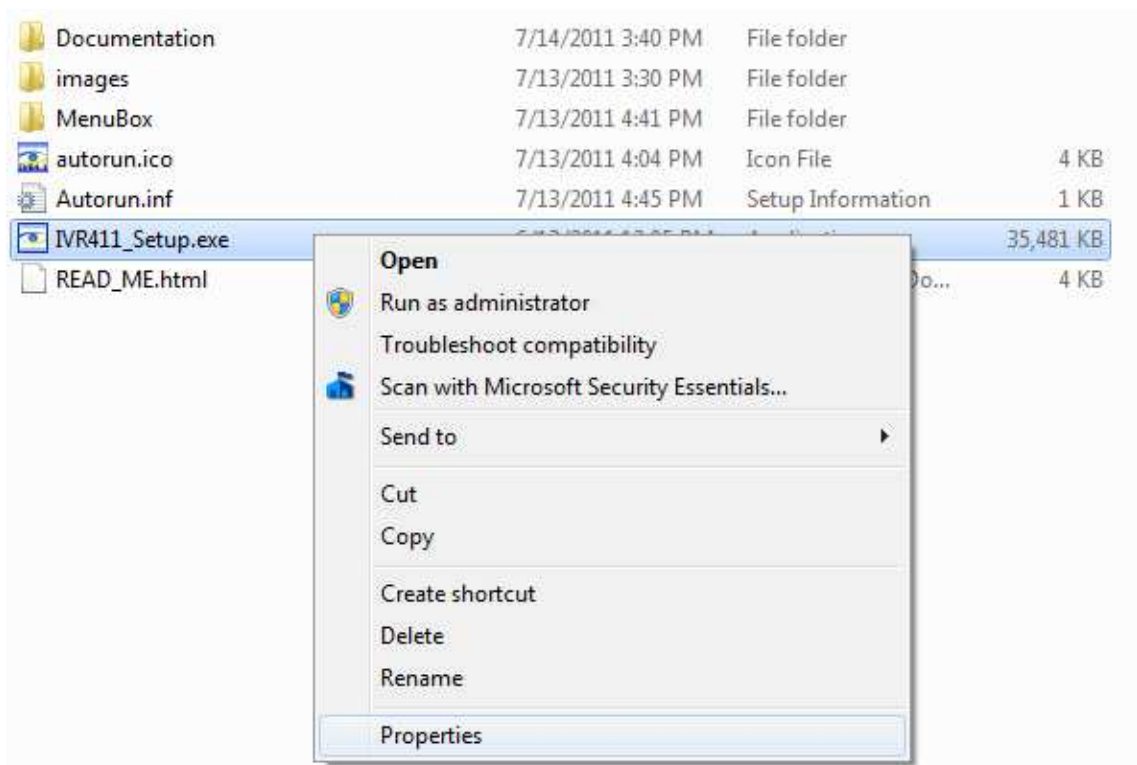 Documentation 7/14/2011 3:40 PM File folder
images 7/13/2011 3:30 PM File folder
MenuBox 7/13/2011 4:41 PM File folder
autorun.ico 7/13/2011 4:04 PM Icon File 4 KB
Autorun.inf 7/13/2011 4:45 PM Setup Information 1 KB
IVR411_Setup.exe 35,481 KB
READ_ME.html 4 KB
Open
Run as administrator
Troubleshoot compatibility
Scan with Microsoft Security Essentials...
Send to
Cut
Copy
Create shortcut
Delete
Rename
Properties